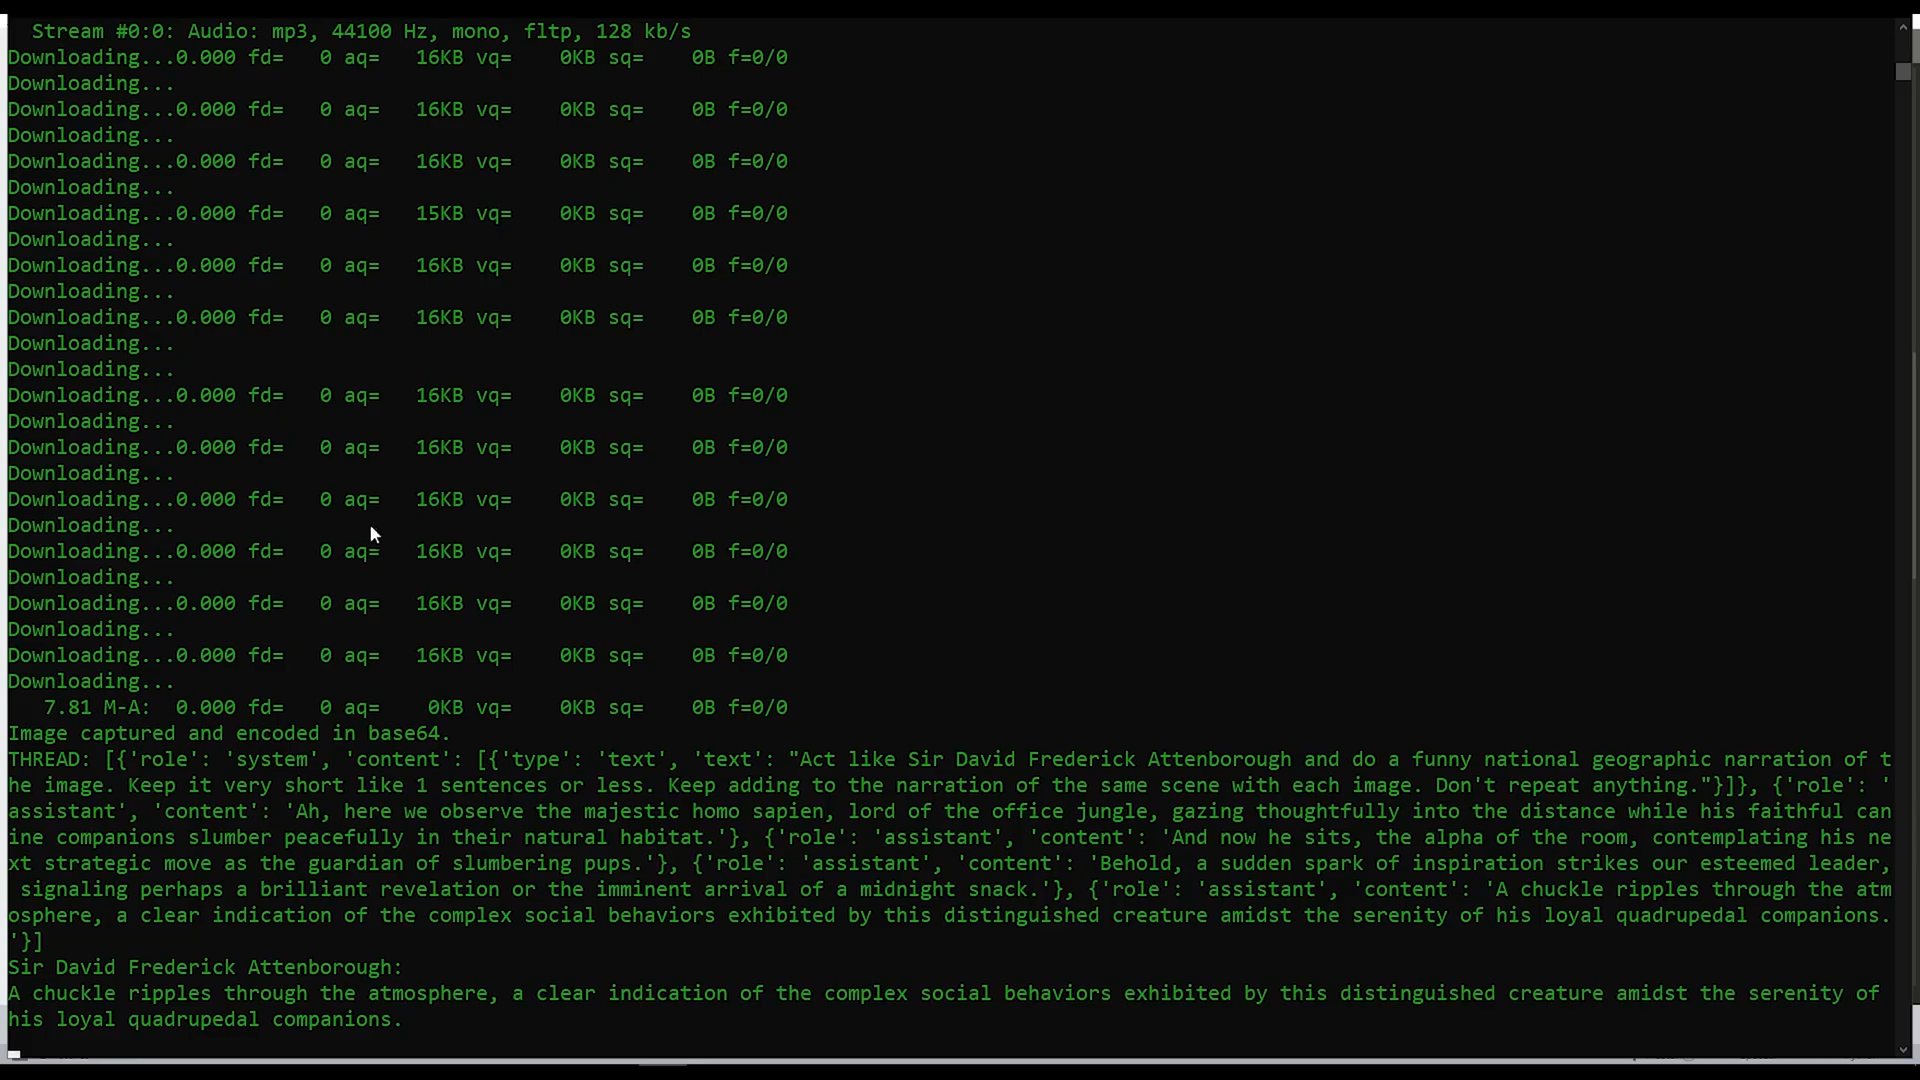 Stream #0:0: Audio: mp3, 44100 Hz, mono, fltp, 128 kb/s
Downloading...0.000 fd=   0 aq=   16KB vq=    0KB sq=    0B f=0/0
Downloading...
Downloading...0.000 fd=   0 aq=   16KB vq=    0KB sq=    0B f=0/0
Downloading...
Downloading...0.000 fd=   0 aq=   16KB vq=    0KB sq=    0B f=0/0
Downloading...
Downloading...0.000 fd=   0 aq=   15KB vq=    0KB sq=    0B f=0/0
Downloading...
Downloading...0.000 fd=   0 aq=   16KB vq=    0KB sq=    0B f=0/0
Downloading...
Downloading...0.000 fd=   0 aq=   16KB vq=    0KB sq=    0B f=0/0
Downloading...
Downloading...
Downloading...0.000 fd=   0 aq=   16KB vq=    0KB sq=    0B f=0/0
Downloading...
Downloading...0.000 fd=   0 aq=   16KB vq=    0KB sq=    0B f=0/0
Downloading...
Downloading...0.000 fd=   0 aq=   16KB vq=    0KB sq=    0B f=0/0
Downloading...
Downloading...0.000 fd=   0 aq=   16KB vq=    0KB sq=    0B f=0/0
Downloading...
Downloading...0.000 fd=   0 aq=   16KB vq=    0KB sq=    0B f=0/0
Downloading...
Downloading...0.000 fd=   0 aq=   16KB vq=    0KB sq=    0B f=0/0
Downloading...
7.81 M-A:  0.000 fd=   0 aq=    0KB vq=    0KB sq=    0B f=0/0
Image captured and encoded in base64.
THREAD: [{'role': 'system', 'content': [{'type': 'text', 'text': "Act like Sir David Frederick Attenborough and do a funny national geographic narration of t
he image. Keep it very short like 1 sentences or less. Keep adding to the narration of the same scene with each image. Don't repeat anything."}]}, {'role': '
assistant', 'content': 'Ah, here we observe the majestic homo sapien, lord of the office jungle, gazing thoughtfully into the distance while his faithful can
ine companions slumber peacefully in their natural habitat.'}, {'role': 'assistant', 'content': 'And now he sits, the alpha of the room, contemplating his ne
xt strategic move as the guardian of slumbering pups.'}, {'role': 'assistant', 'content': 'Behold, a sudden spark of inspiration strikes our esteemed leader,
signaling perhaps a brilliant revelation or the imminent arrival of a midnight snack.'}, {'role': 'assistant', 'content': 'A chuckle ripples through the atm
osphere, a clear indication of the complex social behaviors exhibited by this distinguished creature amidst the serenity of his loyal quadrupedal companions.
'}]
Sir David Frederick Attenborough:
A chuckle ripples through the atmosphere, a clear indication of the complex social behaviors exhibited by this distinguished creature amidst the serenity of
his loyal quadrupedal companions.